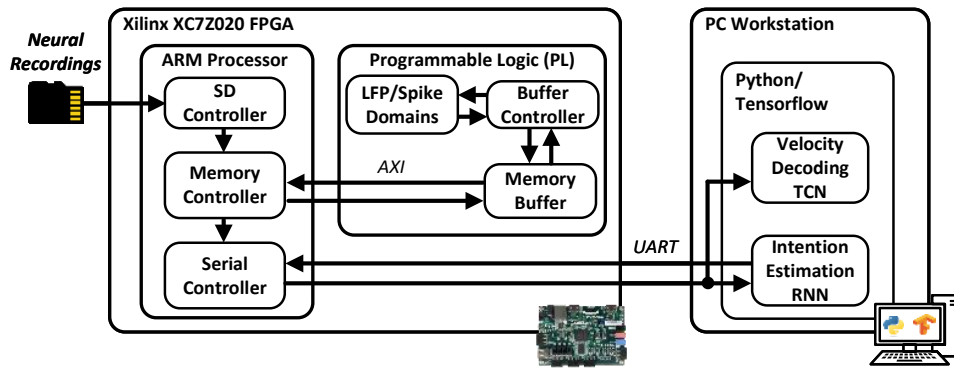 Xilinx XC7Z020 FPGA
PC Workstation
Neural
Recordings
ARM Processor
SD
Controller
Memory
Controller
Serial
Controller
Programmable Logic (PL)
LFP/Spike
Domains
Buffer
Controller
Memory
Buffer
AXI
UART
Python/
Tensorflow
Velocity
Decoding
TCN
Intention
Estimation
RNN